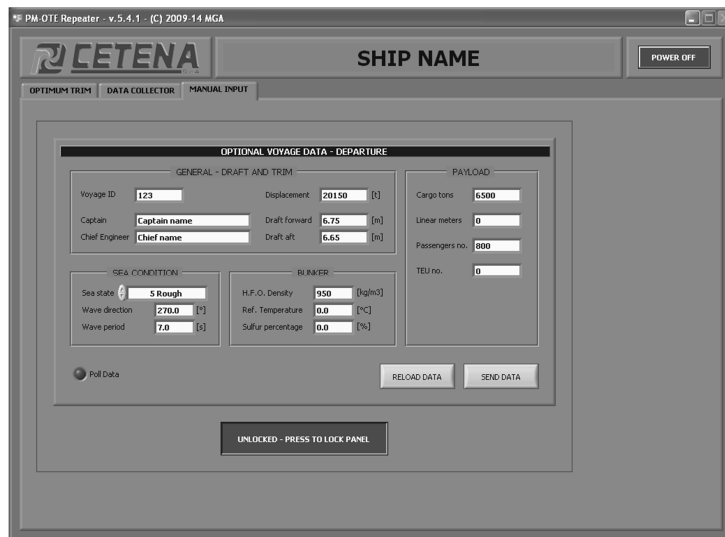 PM-OTE Repeater - v.5.4.1 - (C) 2009-14 MGA
CETENA
SHIP NAME
POWER OFF
OPTIMUM TRIM DATA COLLECTOR MANUAL INPUT
OPTIONAL VOYAGE DATA - DEPARTURE
GENERAL - DRAFT AND TRIM
Voyage ID 123 Displacement 20150 [t]
Captain Captain name Draft forward 6.75 [m]
Chief Engineer Chief name Draft aft 6.65 [m]
PAYLOAD
Cargo tons 6500
Linear meters 0
Passengers no. 800
TEU no. 0
SEA CONDITION
Sea state 5 Rough
Wave direction 270.0 [°]
Wave period 7.0 [s]
BUNKER
H.F.O. Density 950 [kg/m3]
Ref. Temperature 0.0 [°C]
Sulfur percentage 0.0 [%]
Poll Data
RELOAD DATA SEND DATA
UNLOCKED - PRESS TO LOCK PANEL